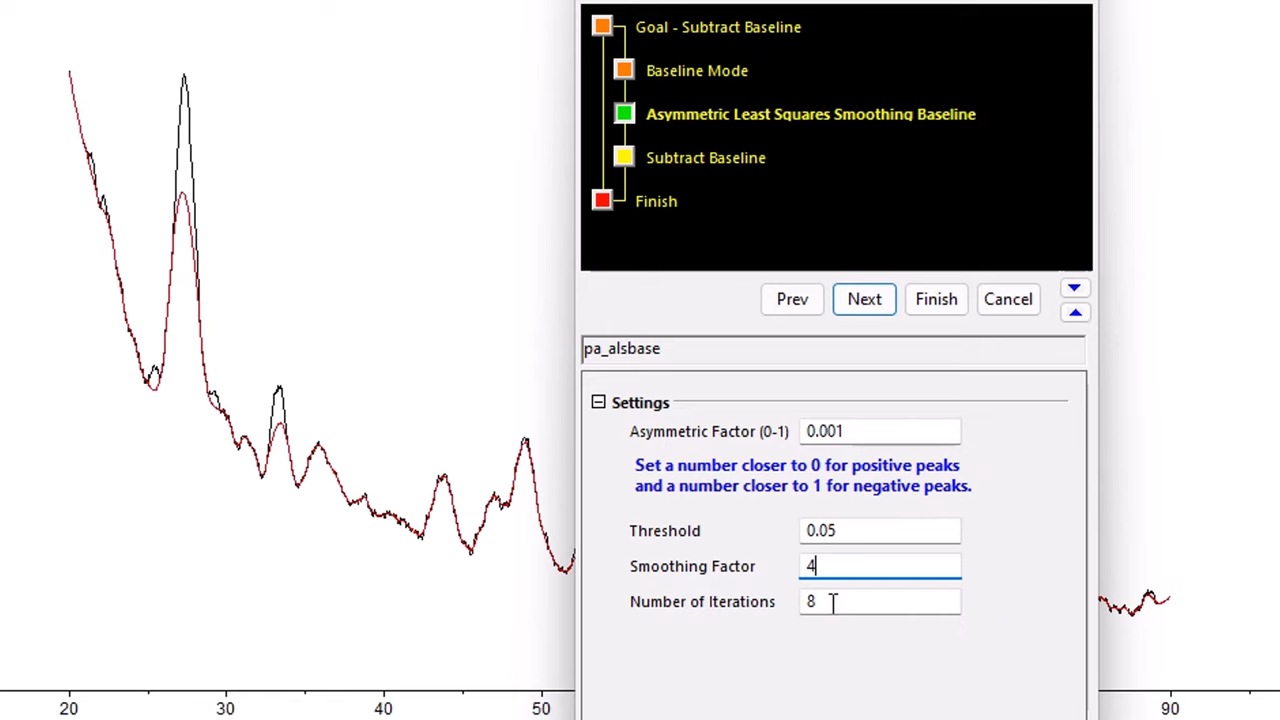 Goal - Subtract Baseline
Baseline Mode
Asymmetric Least Squares Smoothing Baseline
Subtract Baseline
Finish
Prev Next Finish Cancel
pa_alsbase
Settings
Asymmetric Factor (0-1) 0.001
Set a number closer to 0 for positive peaks
and a number closer to 1 for negative peaks.
Threshold 0.05
Smoothing Factor 4
Number of Iterations 8
20 30 40 50 90